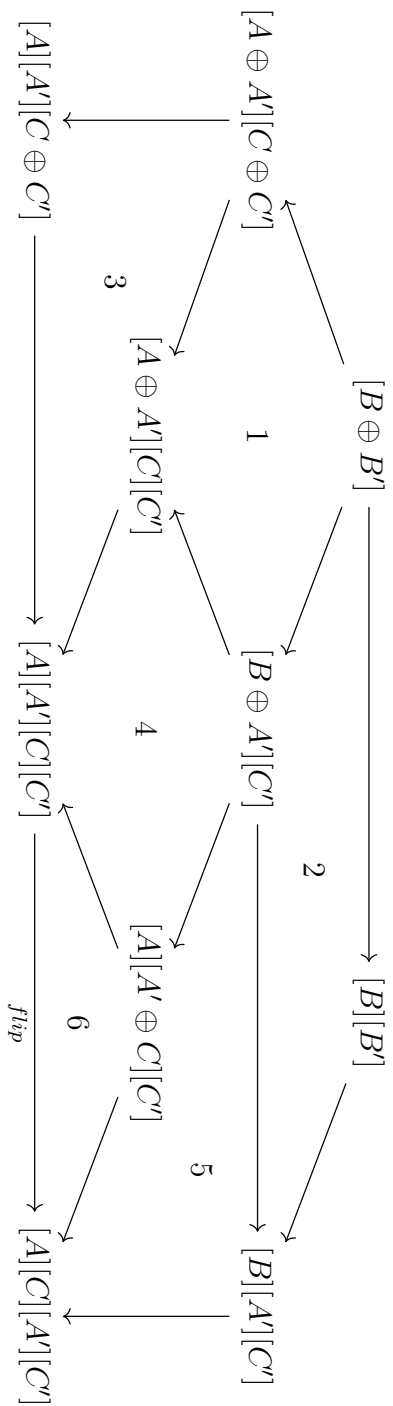 [B ⊕ B′] [B][B′]
2
[A ⊕ A′][C ⊕ C′] 1 [B ⊕ A′][C′] [B][A′][C′]
5
[A ⊕ A′][C][C′] 4 [A][A′ ⊕ C][C′]
3
6
[A][A′][C ⊕ C′] [A][A′][C][C′] [A][C][A′][C′]
flip